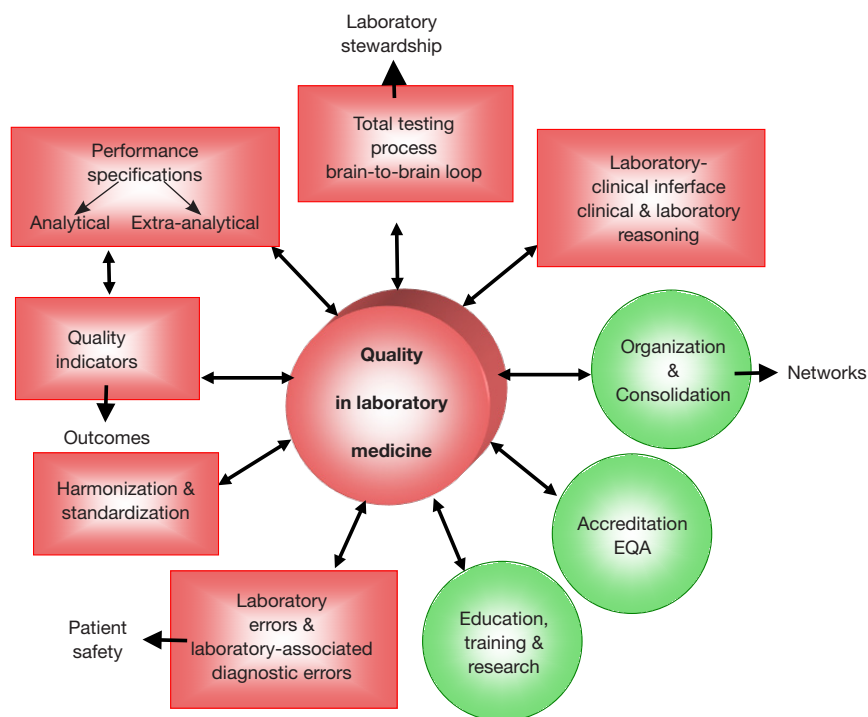 Laboratory
stewardship
Total testing
process
brain-to-brain loop
Performance
specifications
Analytical Extra-analytical
Laboratory-
clinical inferface
clinical & laboratory
reasoning
Quality
indicators
Outcomes
Quality
in laboratory
medicine
Organization
&
Consolidation
Networks
Harmonization &
standardization
Accreditation
EQA
Laboratory
errors &
laboratory-associated
diagnostic errors
Patient
safety
Education,
training &
research